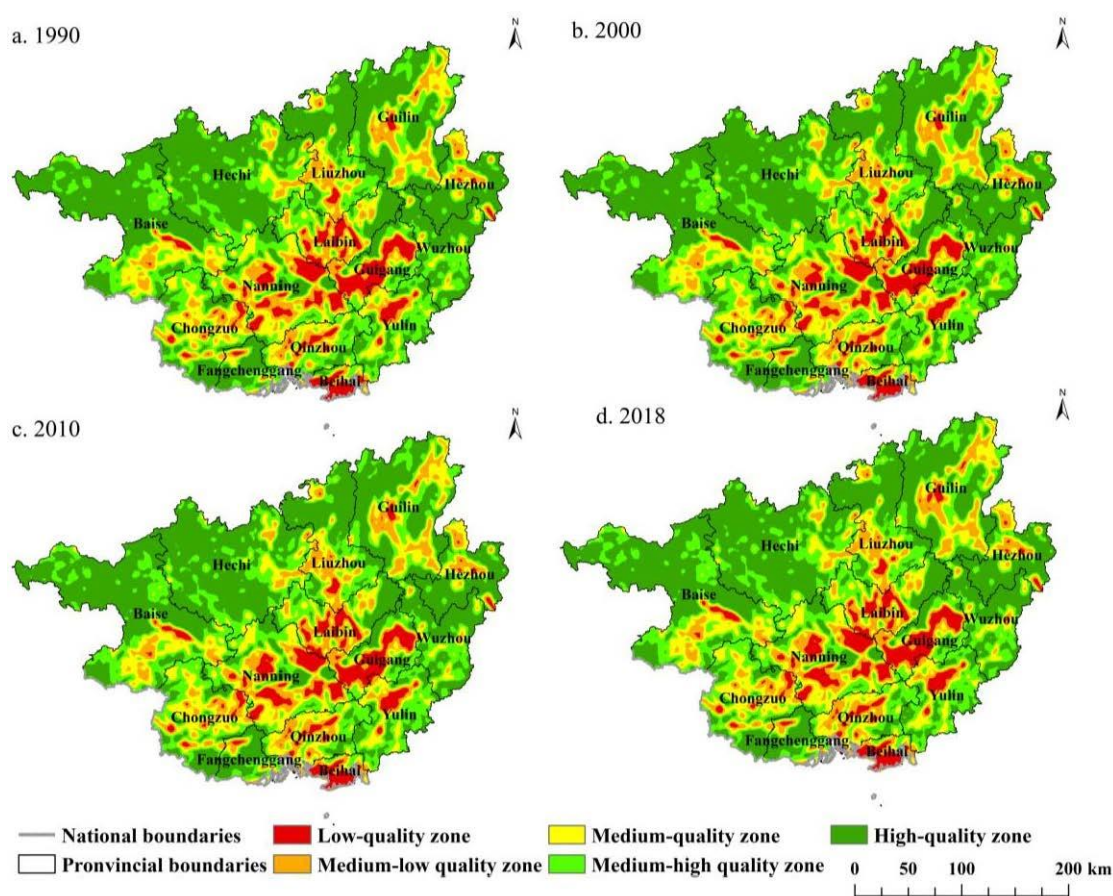 a. 1990
N
b. 2000
N
Guilin
Hechi
Liuzhou
Hezhou
Baise
Laibin
Wuzhou
Guigang
Nanning
Chongzuo
Yulin
Qinzhou
Fangchenggang
Beihai
Guilin
Hechi
Liuzhou
Hezhou
Baise
Laibin
Wuzhou
Guigang
Nanning
Chongzuo
Yulin
Qinzhou
Fangchenggang
Beihai
c. 2010
N
d. 2018
N
Guilin
Hechi
Liuzhou
Hezhou
Baise
Laibin
Wuzhou
Guigang
Nanning
Chongzuo
Yulin
Qinzhou
Fangchenggang
Beihai
Guilin
Hechi
Liuzhou
Hezhou
Baise
Laibin
Wuzhou
Guigang
Nanning
Chongzuo
Yulin
Qinzhou
Fangchenggang
Beihai
National boundaries
Low-quality zone
Medium-quality zone
High-quality zone
Pronvincial boundaries
Medium-low quality zone
Medium-high quality zone
0 50 100 200 km